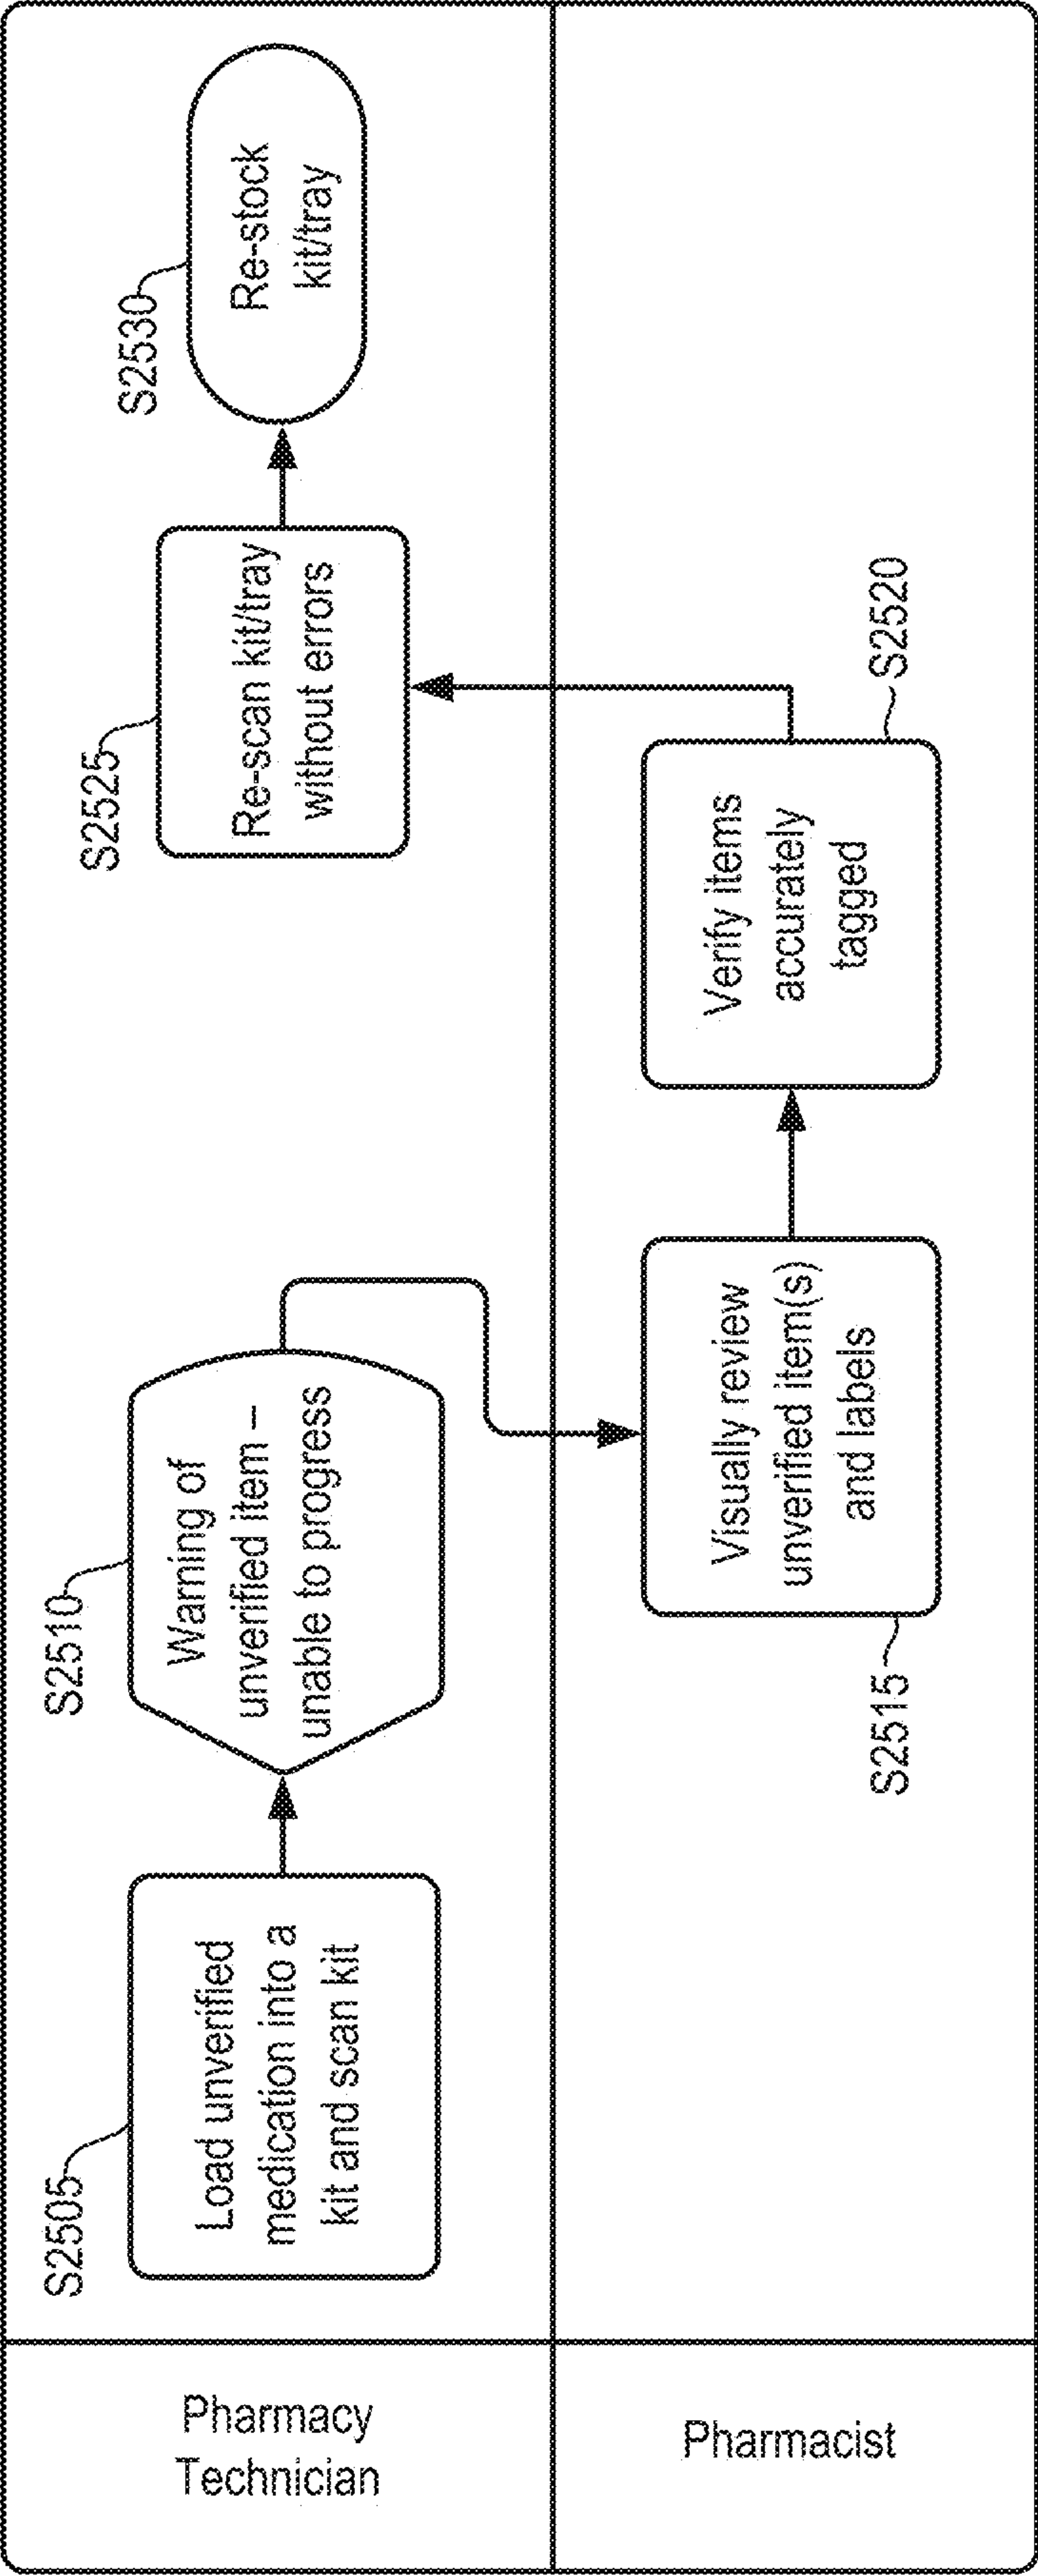 Pharmacy
Technician
S2505
Load unverified
medication into a
kit and scan kit
S2510
Warning of
unverified item –
unable to progress
S2525
Re-scan kit/tray
without errors
S2530
Re-stock
kit/tray
Pharmacist
S2515
Visually review
unverified item(s)
and labels
Verify items
accurately
tagged
S2520